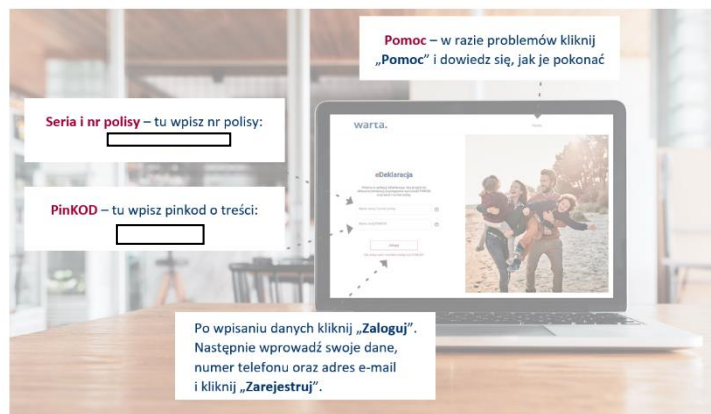 Pomoc – w razie problemów kliknij
„Pomoc” i dowiedz się, jak je pokonać
Seria i nr polisy – tu wpisz nr polisy:
warta.
Pomoc
eDeklaracja
PinKOD – tu wpisz pinkod o treści:
Po wpisaniu danych kliknij „Zaloguj”.
Następnie wprowadź swoje dane,
numer telefonu oraz adres e-mail
i kliknij „Zarejestruj”.